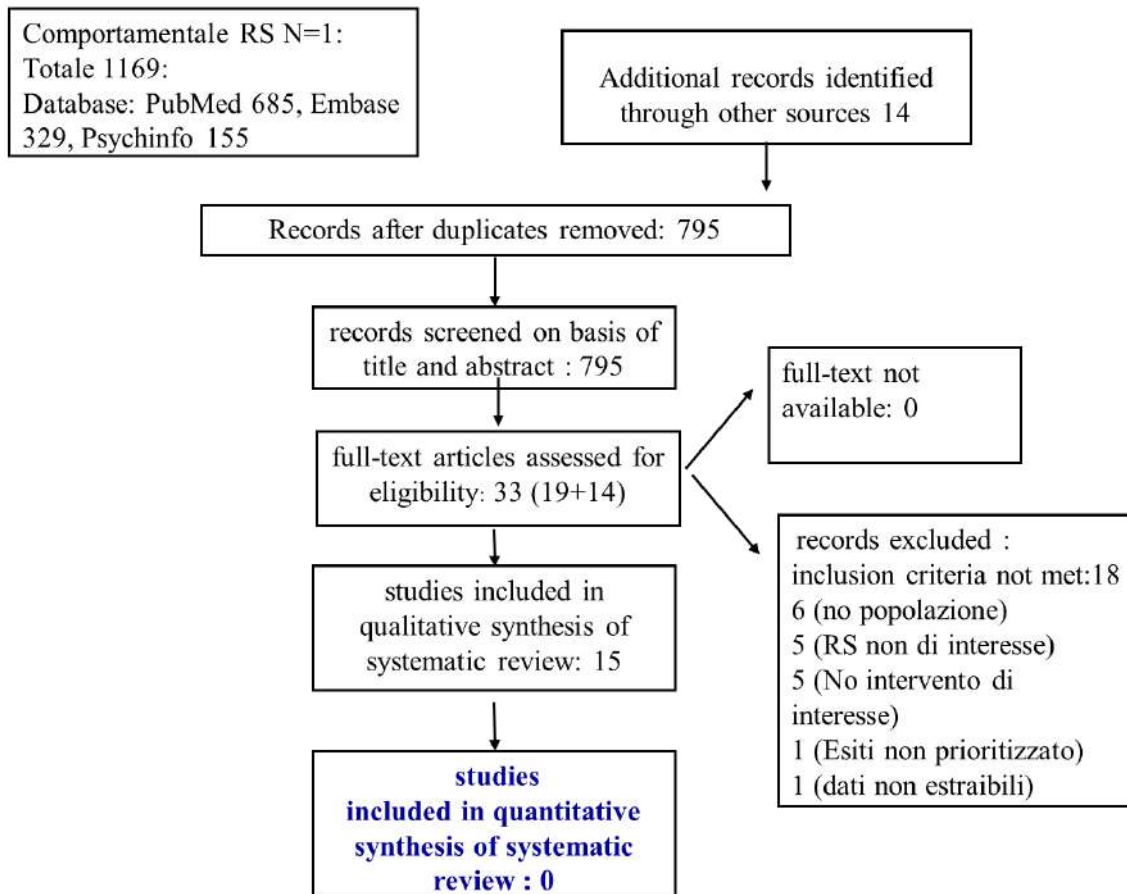 Comportamentale RS N=1:
Totale 1169:
Database: PubMed 685, Embase
329, Psychinfo 155
Additional records identified
through other sources 14
Records after duplicates removed: 795
records screened on basis of
title and abstract : 795
full-text not
available: 0
full-text articles assessed for
eligibility: 33 (19+14)
records excluded :
inclusion criteria not met:18
6 (no popolazione)
5 (RS non di interesse)
5 (No intervento di
interesse)
1 (Esiti non prioritizzato)
1 (dati non estraibili)
studies included in
qualitative synthesis of
systematic review: 15
studies
included in quantitative
synthesis of systematic
review : 0